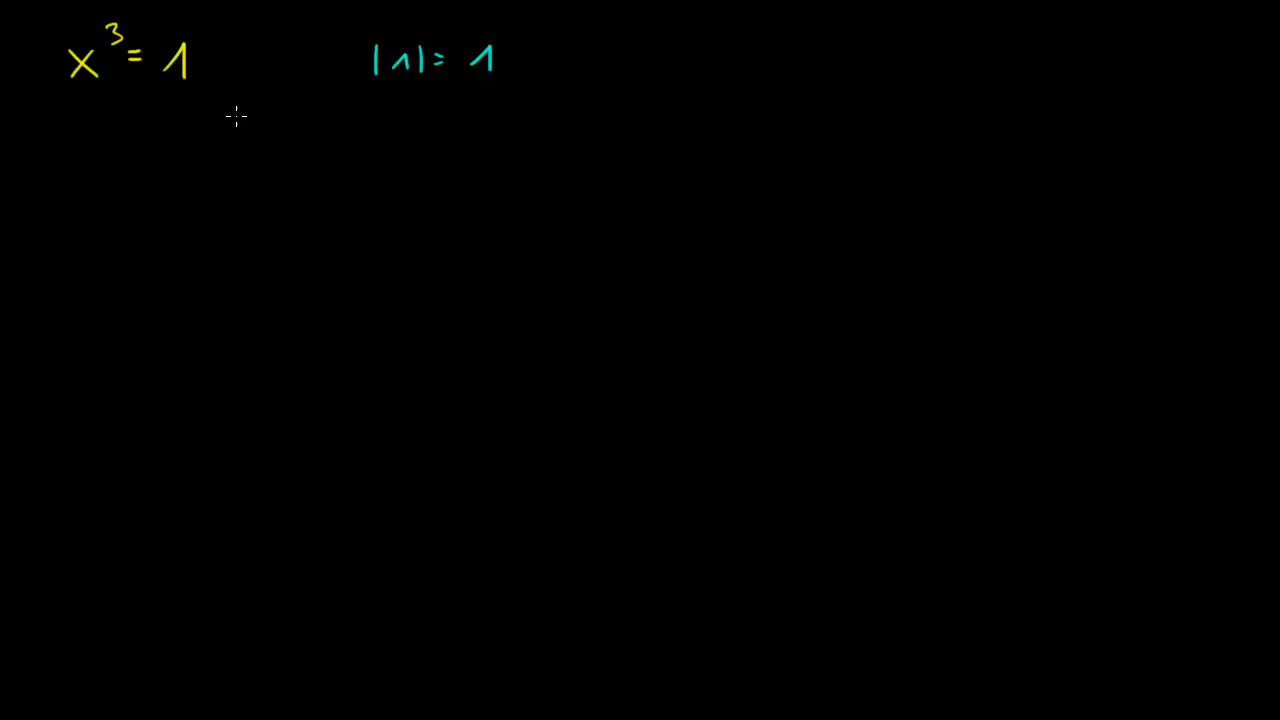 x³ = 1 |1| = 1